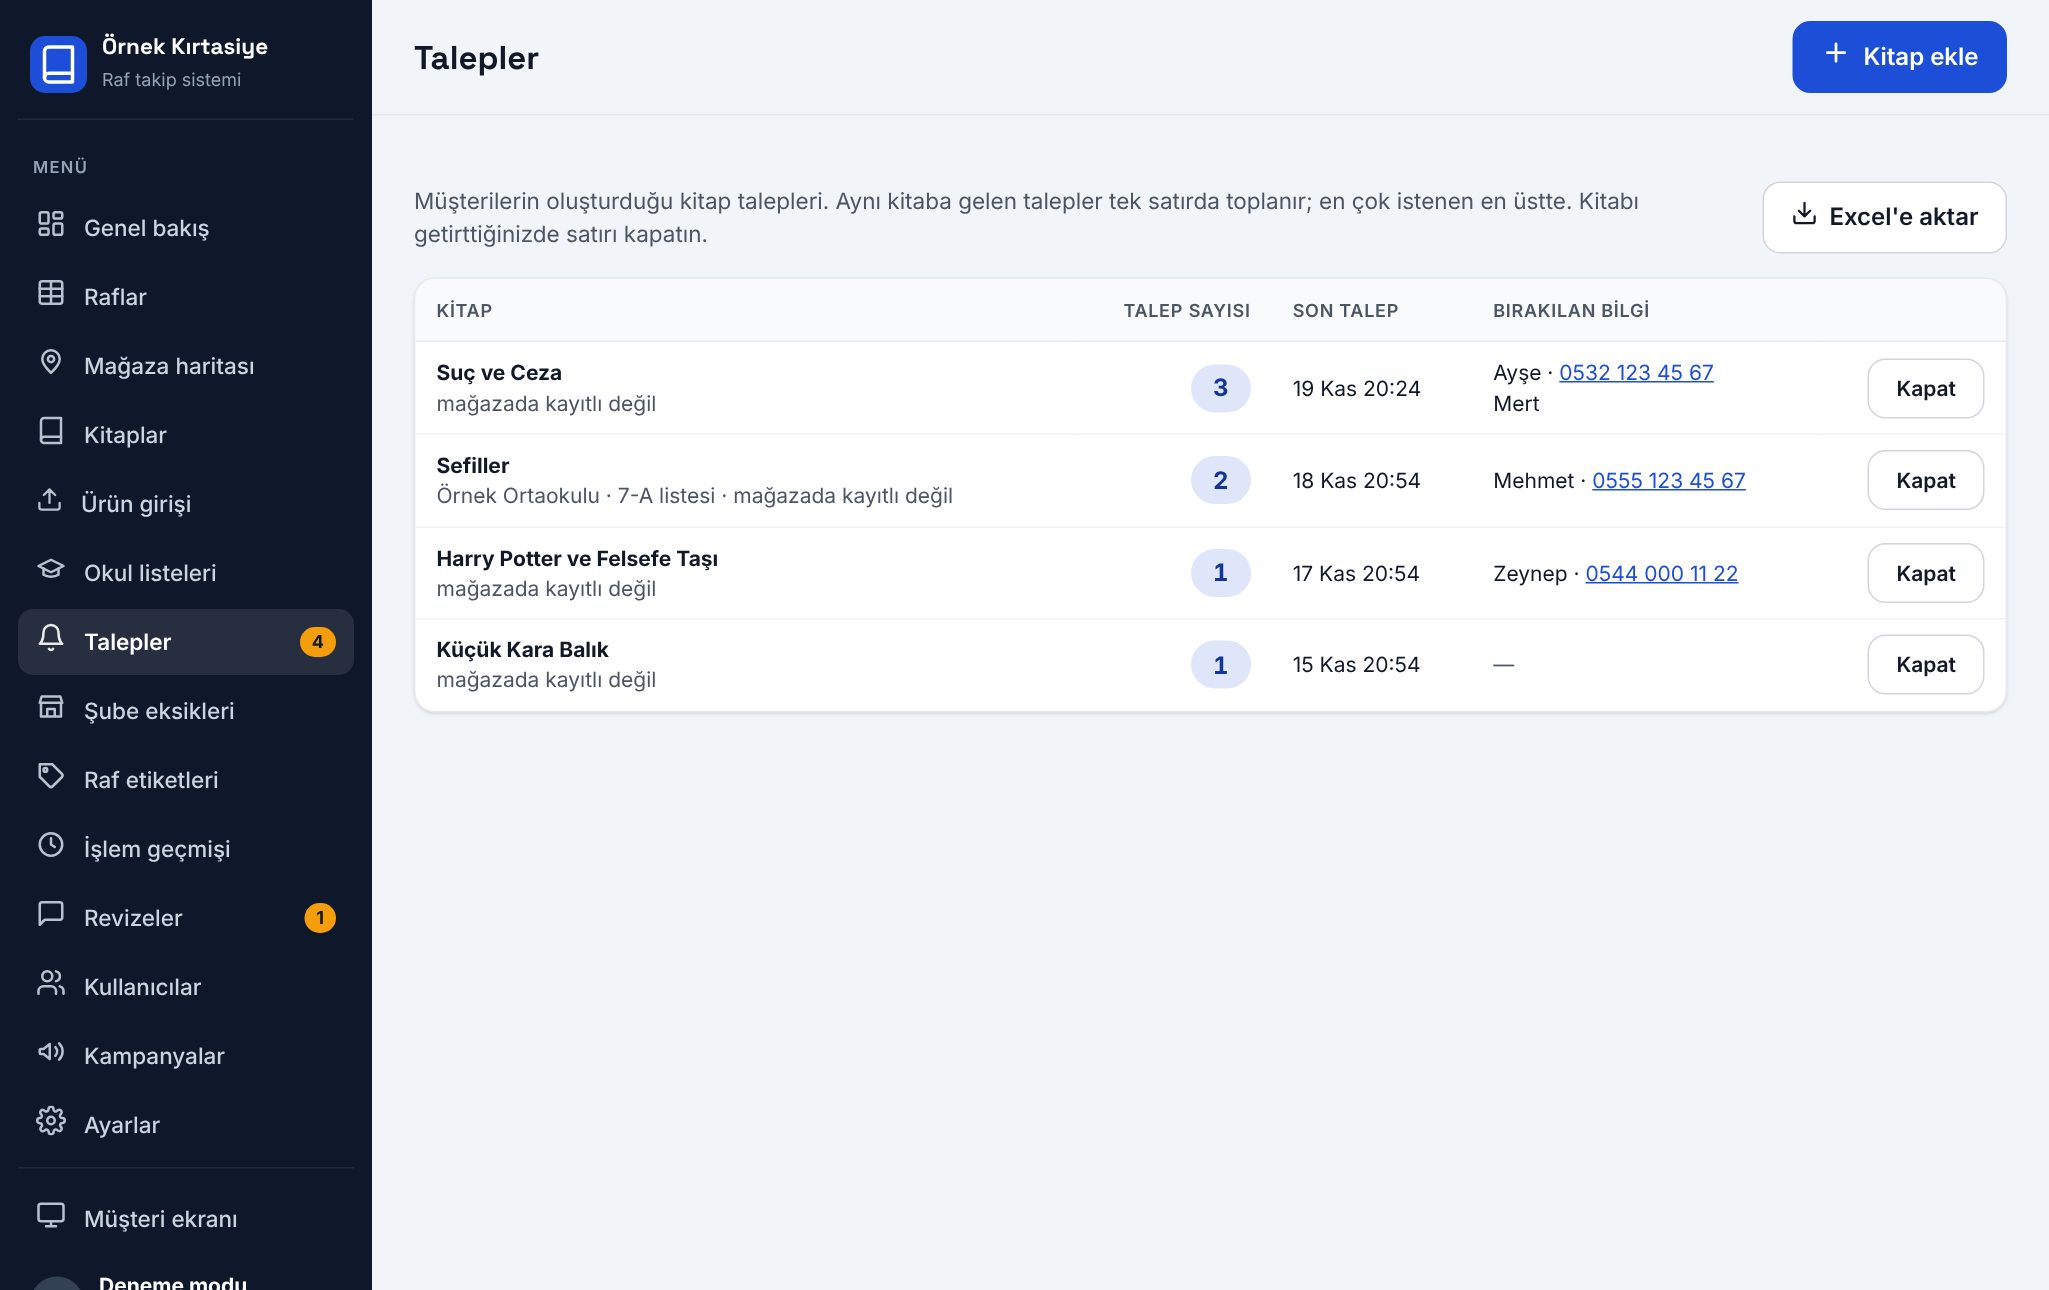 Örnek Kırtasiye
Raf takip sistemi
MENÜ
Genel bakış
Raflar
Mağaza haritası
Kitaplar
Ürün girişi
Okul listeleri
Talepler 4
Şube eksikleri
Raf etiketleri
İşlem geçmişi
Revizeler 1
Kullanıcılar
Kampanyalar
Ayarlar
Müşteri ekranı
Deneme modu
Talepler
Kitap ekle
Müşterilerin oluşturduğu kitap talepleri. Aynı kitaba gelen talepler tek satırda toplanır; en çok istenen en üstte. Kitabı
getirttiğinizde satırı kapatın.
Excel'e aktar
KİTAP TALEP SAYISI SON TALEP BIRAKILAN BİLGİ
Suç ve Ceza
mağazada kayıtlı değil
3
19 Kas 20:24
Ayşe · 0532 123 45 67
Mert
Kapat
Sefiller
Örnek Ortaokulu · 7-A listesi · mağazada kayıtlı değil
2
18 Kas 20:54
Mehmet · 0555 123 45 67
Kapat
Harry Potter ve Felsefe Taşı
mağazada kayıtlı değil
1
17 Kas 20:54
Zeynep · 0544 000 11 22
Kapat
Küçük Kara Balık
mağazada kayıtlı değil
1
15 Kas 20:54
—
Kapat